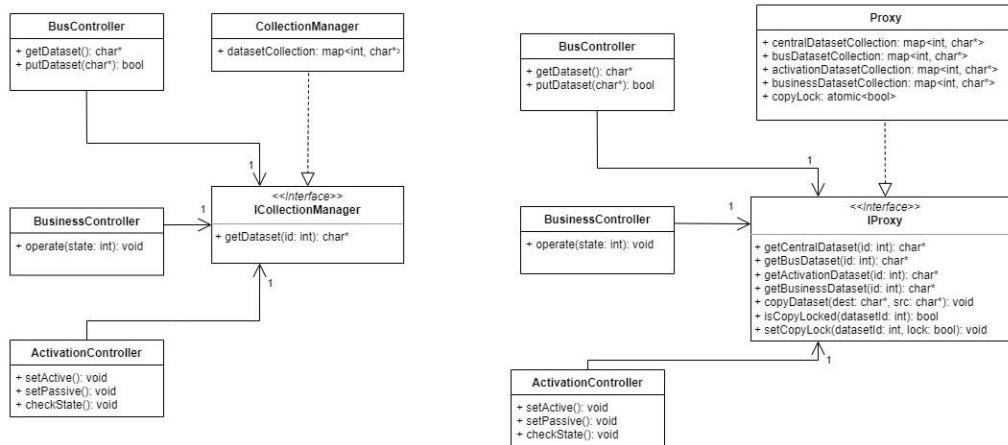 BusController
+ getDataset(): char*
+ putDataset(char*): bool
CollectionManager
+ datasetCollection: map<int, char*>
1
1
<<Interface>>
ICollectionManager
+ getDataset(id: int): char*
BusinessController
+ operate(state: int): void
1
ActivationController
+ setActive(): void
+ setPassive(): void
+ checkState(): void
BusController
+ getDataset(): char*
+ putDataset(char*): bool
Proxy
+ centralDatasetCollection: map<int, char*>
+ busDatasetCollection: map<int, char*>
+ activationDatasetCollection: map<int, char*>
+ businessDatasetCollection: map<int, char*>
+ copyLock: atomic<bool>
1
1
<<Interface>>
IProxy
+ getCentralDataset(id: int): char*
+ getBusDataset(id: int): char*
+ getActivationDataset(id: int): char*
+ getBusinessDataset(id: int): char*
+ copyDataset(dest: char*, src: char*): void
+ isCopyLocked(datasetId: int): bool
+ setCopyLock(datasetId: int, lock: bool): void
BusinessController
+ operate(state: int): void
1
ActivationController
+ setActive(): void
+ setPassive(): void
+ checkState(): void